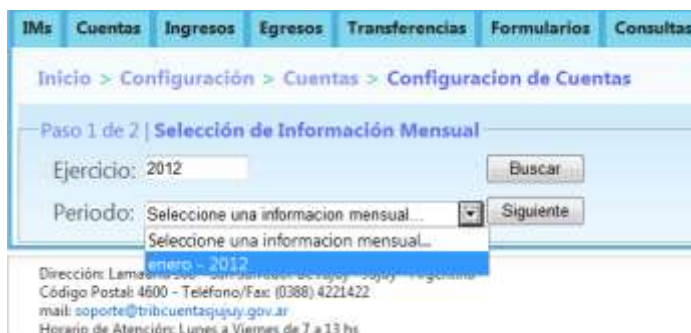 IMs Cuentas Ingresos Egresos Transferencias Formularios Consultas
Inicio > Configuración > Cuentas > Configuracion de Cuentas
Paso 1 de 2 | Selección de Información Mensual
Ejercicio: 2012 Buscar
Periodo: Seleccione una informacion mensual... Siguiente
Seleccione una informacion mensual...
enero - 2012
Dirección:
Código Postal: 4600 - Teléfono/Fax: (0388) 4221422
mail: soporte@tribcuentasjujuy.gov.ar
Horario de Atención: Lunes a Viernes de 7 a 13 hs